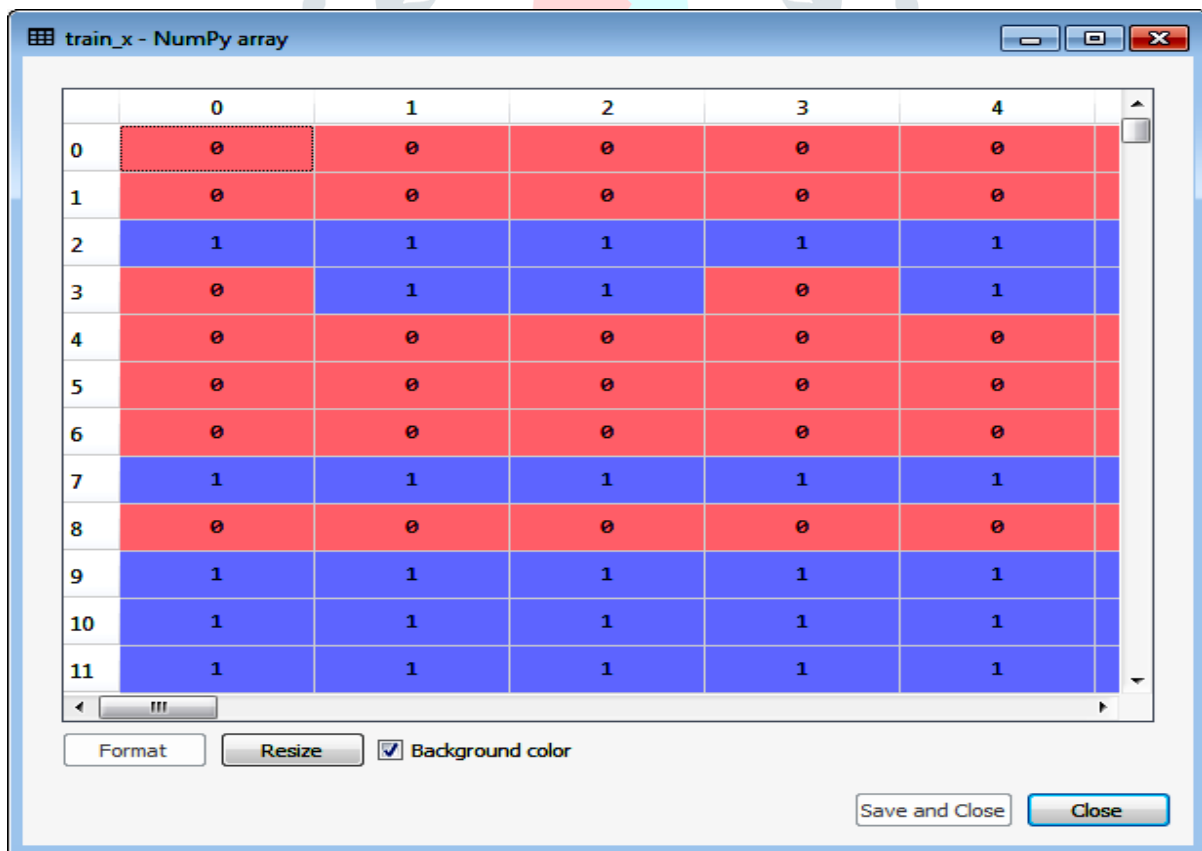 train_x - NumPy array
0 1 2 3 4
0 0 0 0 0 0
1 0 0 0 0 0
2 1 1 1 1 1
3 0 1 1 0 1
4 0 0 0 0 0
5 0 0 0 0 0
6 0 0 0 0 0
7 1 1 1 1 1
8 0 0 0 0 0
9 1 1 1 1 1
10 1 1 1 1 1
11 1 1 1 1 1
Format Resize Background color
Save and Close Close